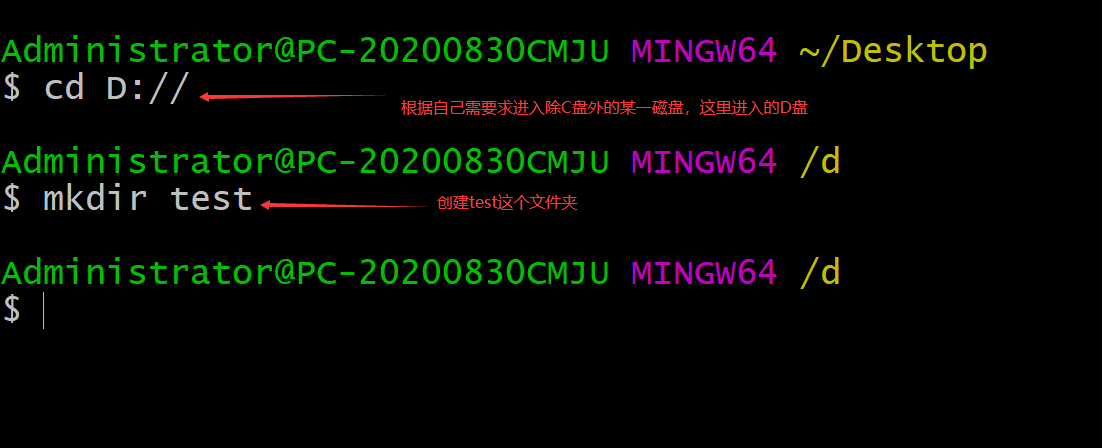 Administrator@PC-20200830CMJU MINGW64 ~/Desktop
$ cd D://
根据自己需要求进入除C盘外的某一磁盘，这里进入的D盘
Administrator@PC-20200830CMJU MINGW64 /d
$ mkdir test
创建test这个文件夹
Administrator@PC-20200830CMJU MINGW64 /d
$